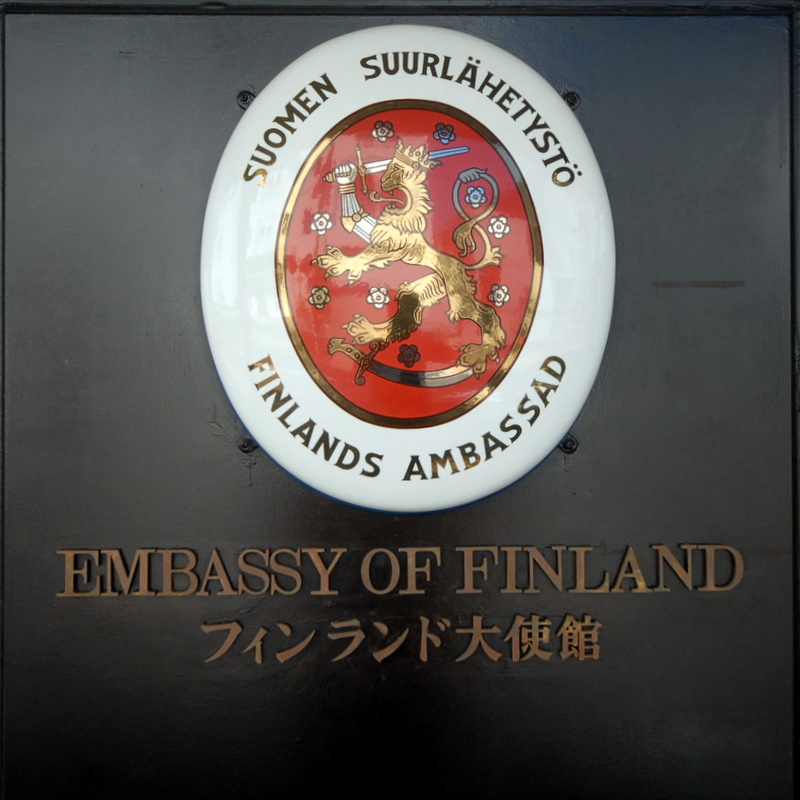 SUOMEN SUURLÄHETYSTÖ
FINLANDS AMBASSAD
EMBASSY OF FINLAND
フィンランド大使館